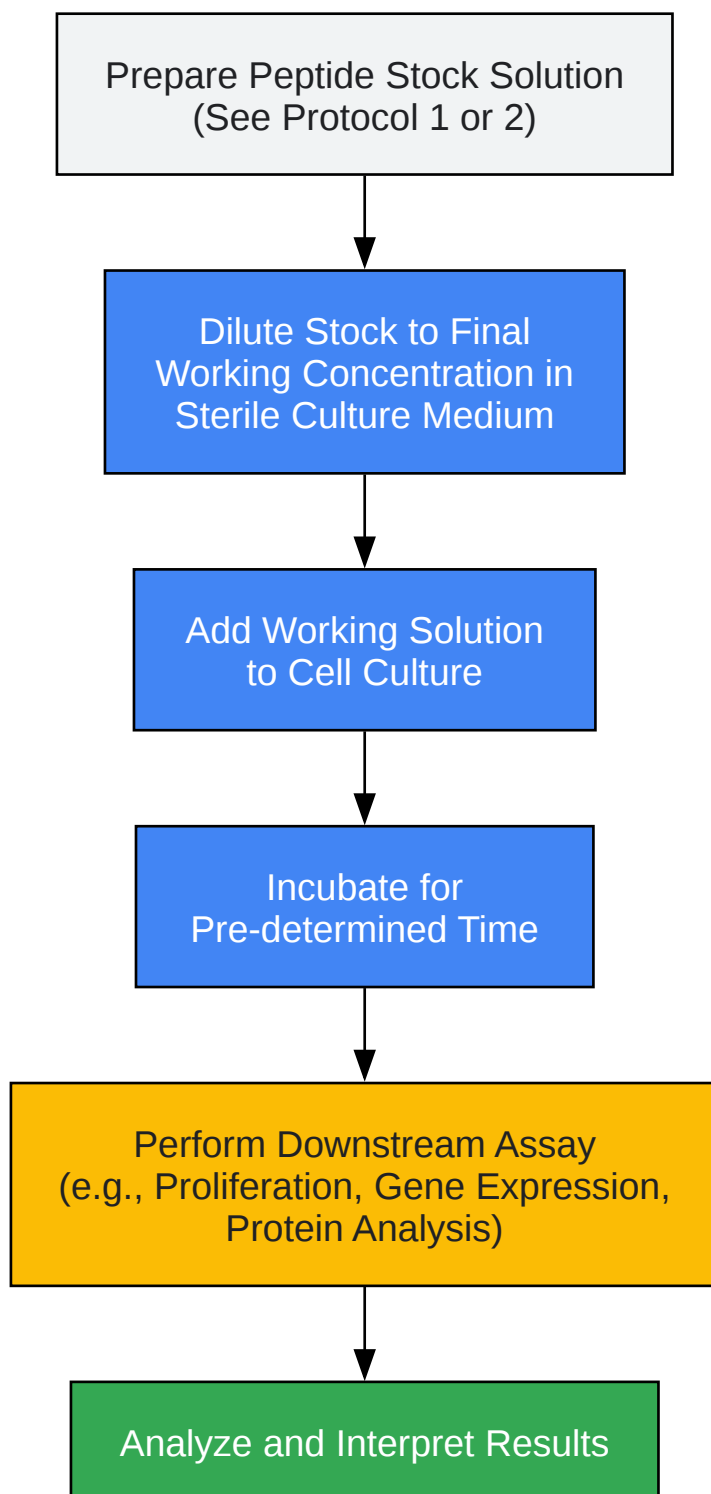 Prepare Peptide Stock Solution
(See Protocol 1 or 2)
Dilute Stock to Final
Working Concentration in
Sterile Culture Medium
Add Working Solution
to Cell Culture
Incubate for
Pre-determined Time
Perform Downstream Assay
(e.g., Proliferation, Gene Expression,
Protein Analysis)
Analyze and Interpret Results